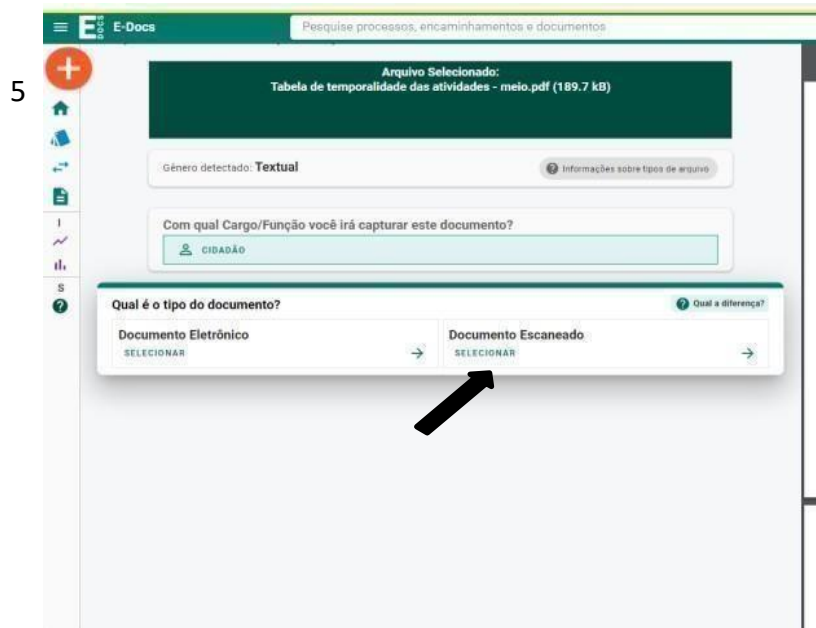 E DOCS E-Docs
Pesquise processos, encaminhamentos e documentos
5
Arquivo Selecionado:
Tabela de temporalidade das atividades - meio.pdf (189.7 kB)
Gênero detectado: Textual
Informações sobre tipos de arquivo
Com qual Cargo/Função você irá capturar este documento?
CIDADÃO
I
S
Qual é o tipo do documento?
Qual a diferença?
Documento Eletrônico
SELECIONAR
Documento Escaneado
SELECIONAR